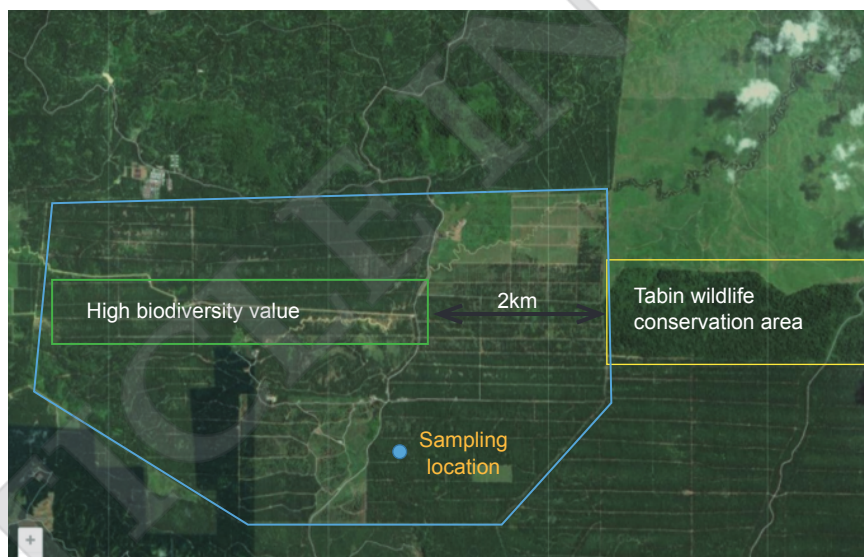 High biodiversity value
2km
Tabin wildlife
conservation area
Sampling
location
+